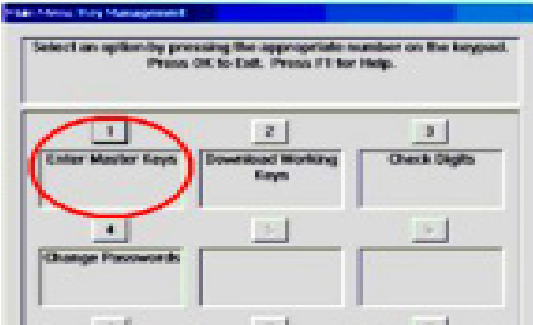 Main Menu Key Management
Select an option by pressing the appropriate number on the keypad.
Press OK to Exit. Press F1 for Help.
1
2
3
Enter Master Keys
Download Working
Keys
Check Digits
4
Change Passwords